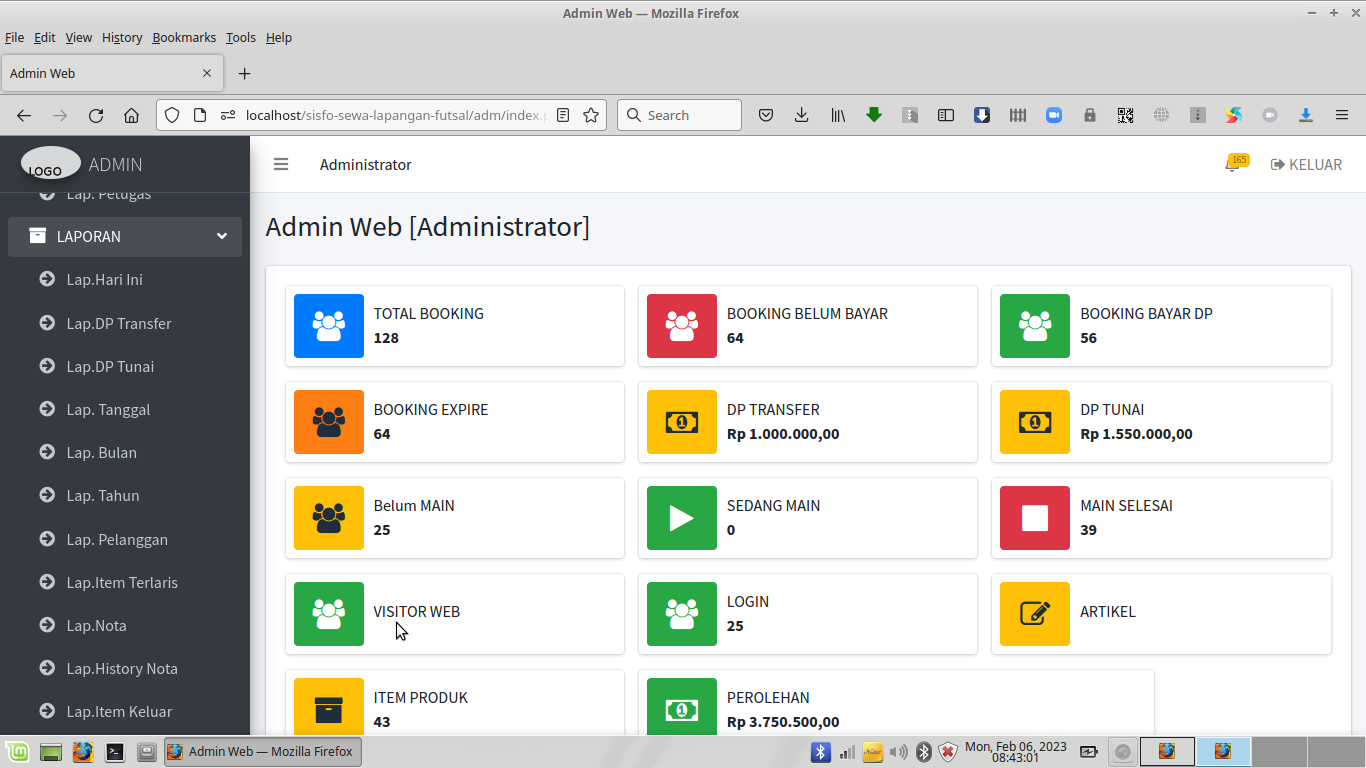 Admin Web — Mozilla Firefox
File Edit View History Bookmarks Tools Help
Admin Web
localhost/sisfo-sewa-lapangan-futsal/adm/index.p
Search
LOGO ADMIN
Administrator
165
KELUAR
Lap. Petugas
LAPORAN
Lap.Hari Ini
Lap.DP Transfer
Lap.DP Tunai
Lap. Tanggal
Lap. Bulan
Lap. Tahun
Lap. Pelanggan
Lap.Item Terlaris
Lap.Nota
Lap.History Nota
Lap.Item Keluar
Admin Web [Administrator]
TOTAL BOOKING
128
BOOKING BELUM BAYAR
64
BOOKING BAYAR DP
56
BOOKING EXPIRE
64
DP TRANSFER
Rp 1.000.000,00
DP TUNAI
Rp 1.550.000,00
Belum MAIN
25
SEDANG MAIN
0
MAIN SELESAI
39
VISITOR WEB
LOGIN
25
ARTIKEL
ITEM PRODUK
43
PEROLEHAN
Rp 3.750.500,00
Admin Web — Mozilla Firefox
Mon, Feb 06, 2023
08:43:01